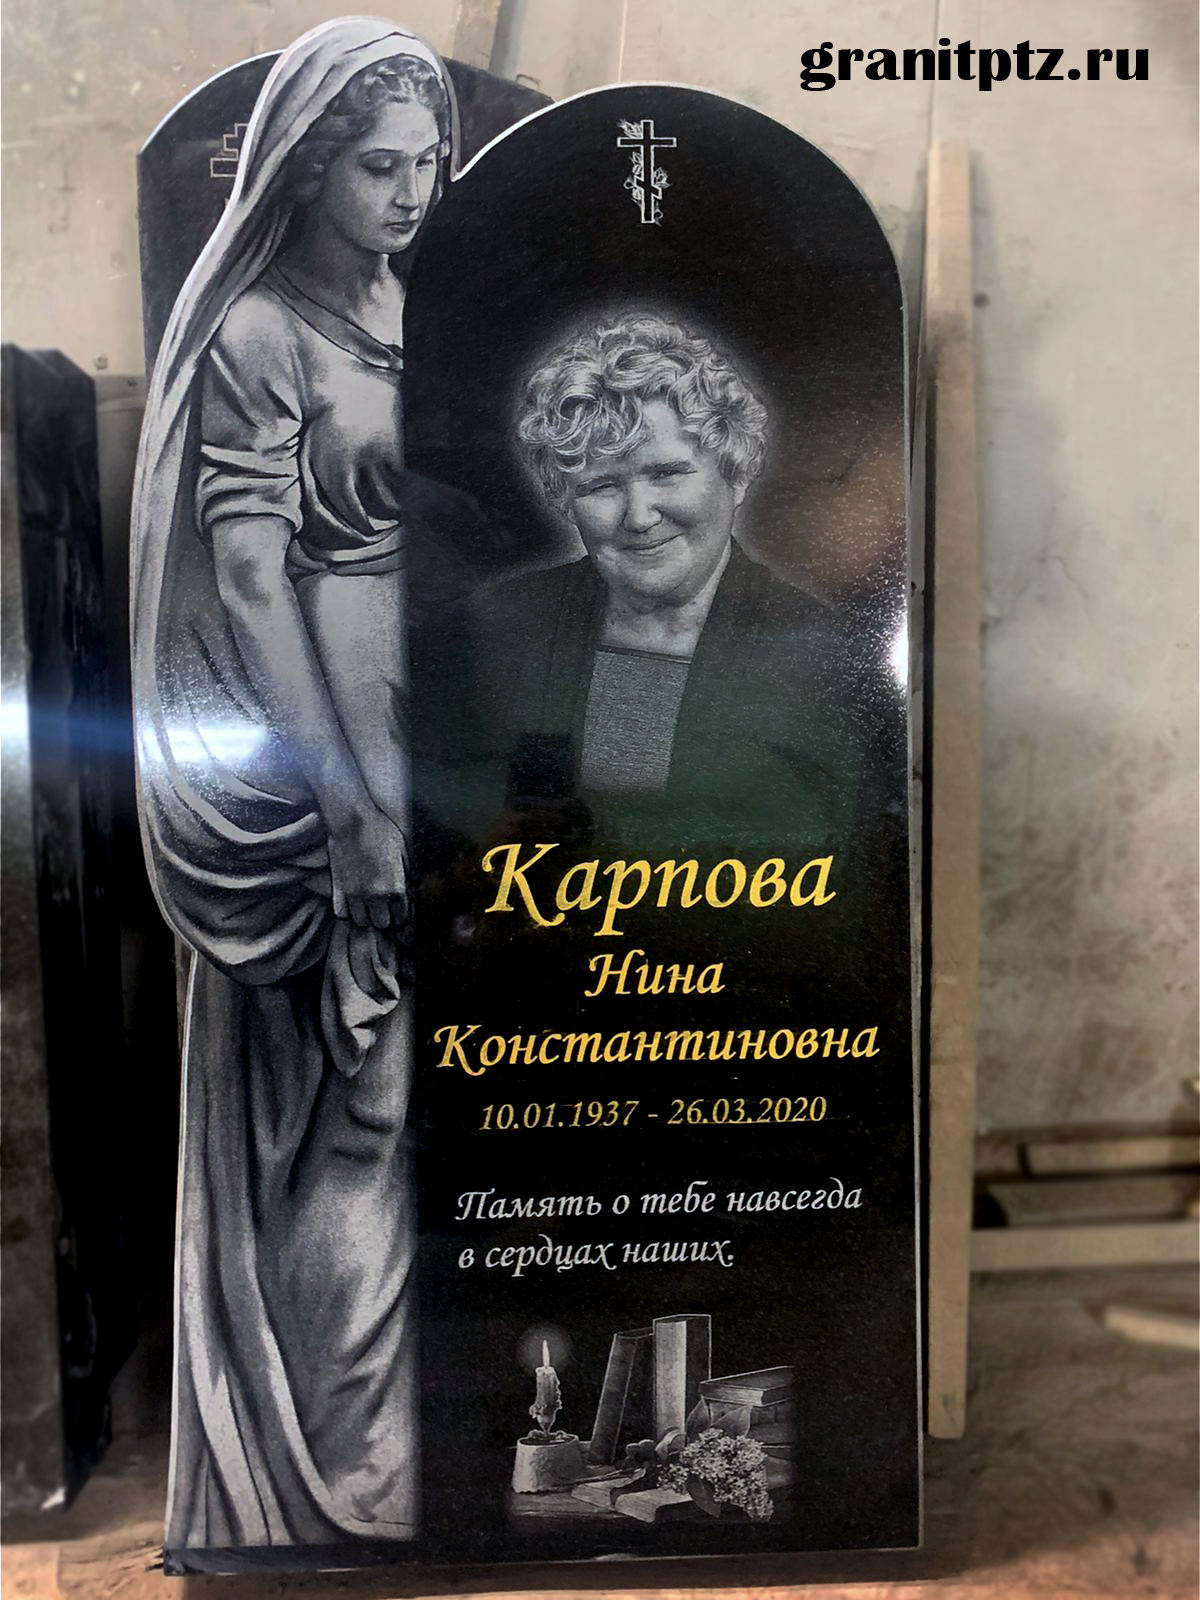 granitptz.ru
Карпова
Нина
Константиновна
10.01.1937 - 26.03.2020
Память о тебе навсегда
в сердцах наших.